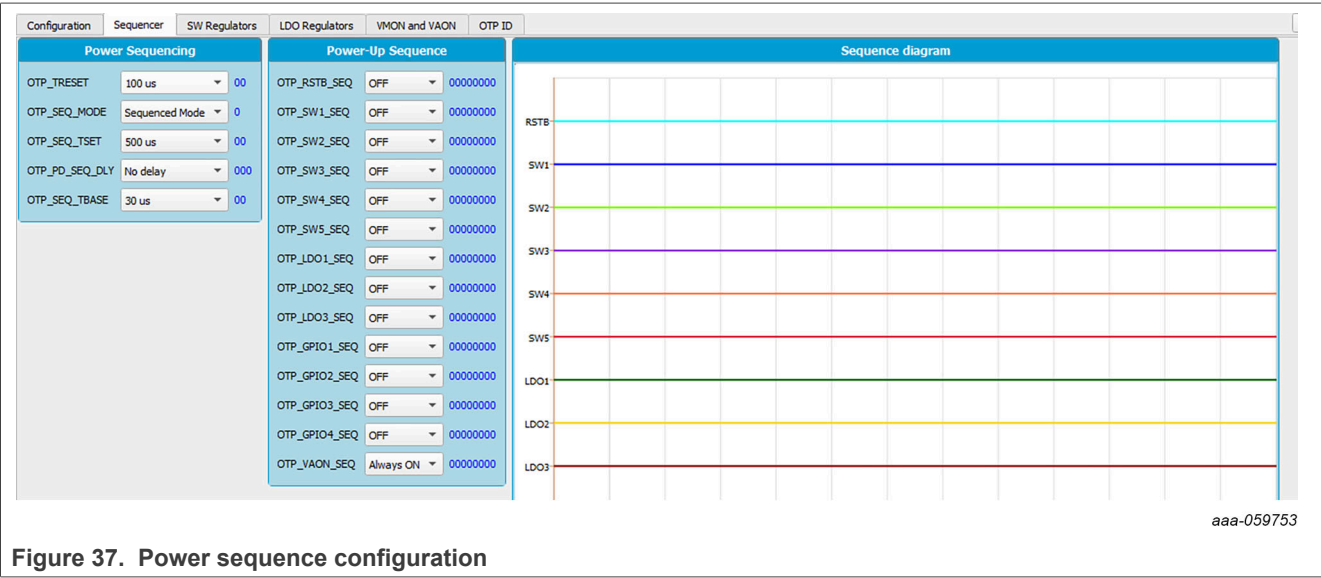 Configuration Sequencer SW Regulators LDO Regulators VMON and VAON OTP ID
Power Sequencing
OTP_TRESET 100 us 00
OTP_SEQ_MODE Sequenced Mode 0
OTP_SEQ_TSET 500 us 00
OTP_PD_SEQ_DLY No delay 000
OTP_SEQ_TBASE 30 us 00
Power-Up Sequence
OTP_RSTB_SEQ OFF 00000000
OTP_SW1_SEQ OFF 00000000
OTP_SW2_SEQ OFF 00000000
OTP_SW3_SEQ OFF 00000000
OTP_SW4_SEQ OFF 00000000
OTP_SW5_SEQ OFF 00000000
OTP_LDO1_SEQ OFF 00000000
OTP_LDO2_SEQ OFF 00000000
OTP_LDO3_SEQ OFF 00000000
OTP_GPIO1_SEQ OFF 00000000
OTP_GPIO2_SEQ OFF 00000000
OTP_GPIO3_SEQ OFF 00000000
OTP_GPIO4_SEQ OFF 00000000
OTP_VAON_SEQ Always ON 00000000
Sequence diagram
RSTB
SW1
SW2
SW3
SW4
SW5
LDO1
LDO2
LDO3
aaa-059753
Figure 37. Power sequence configuration